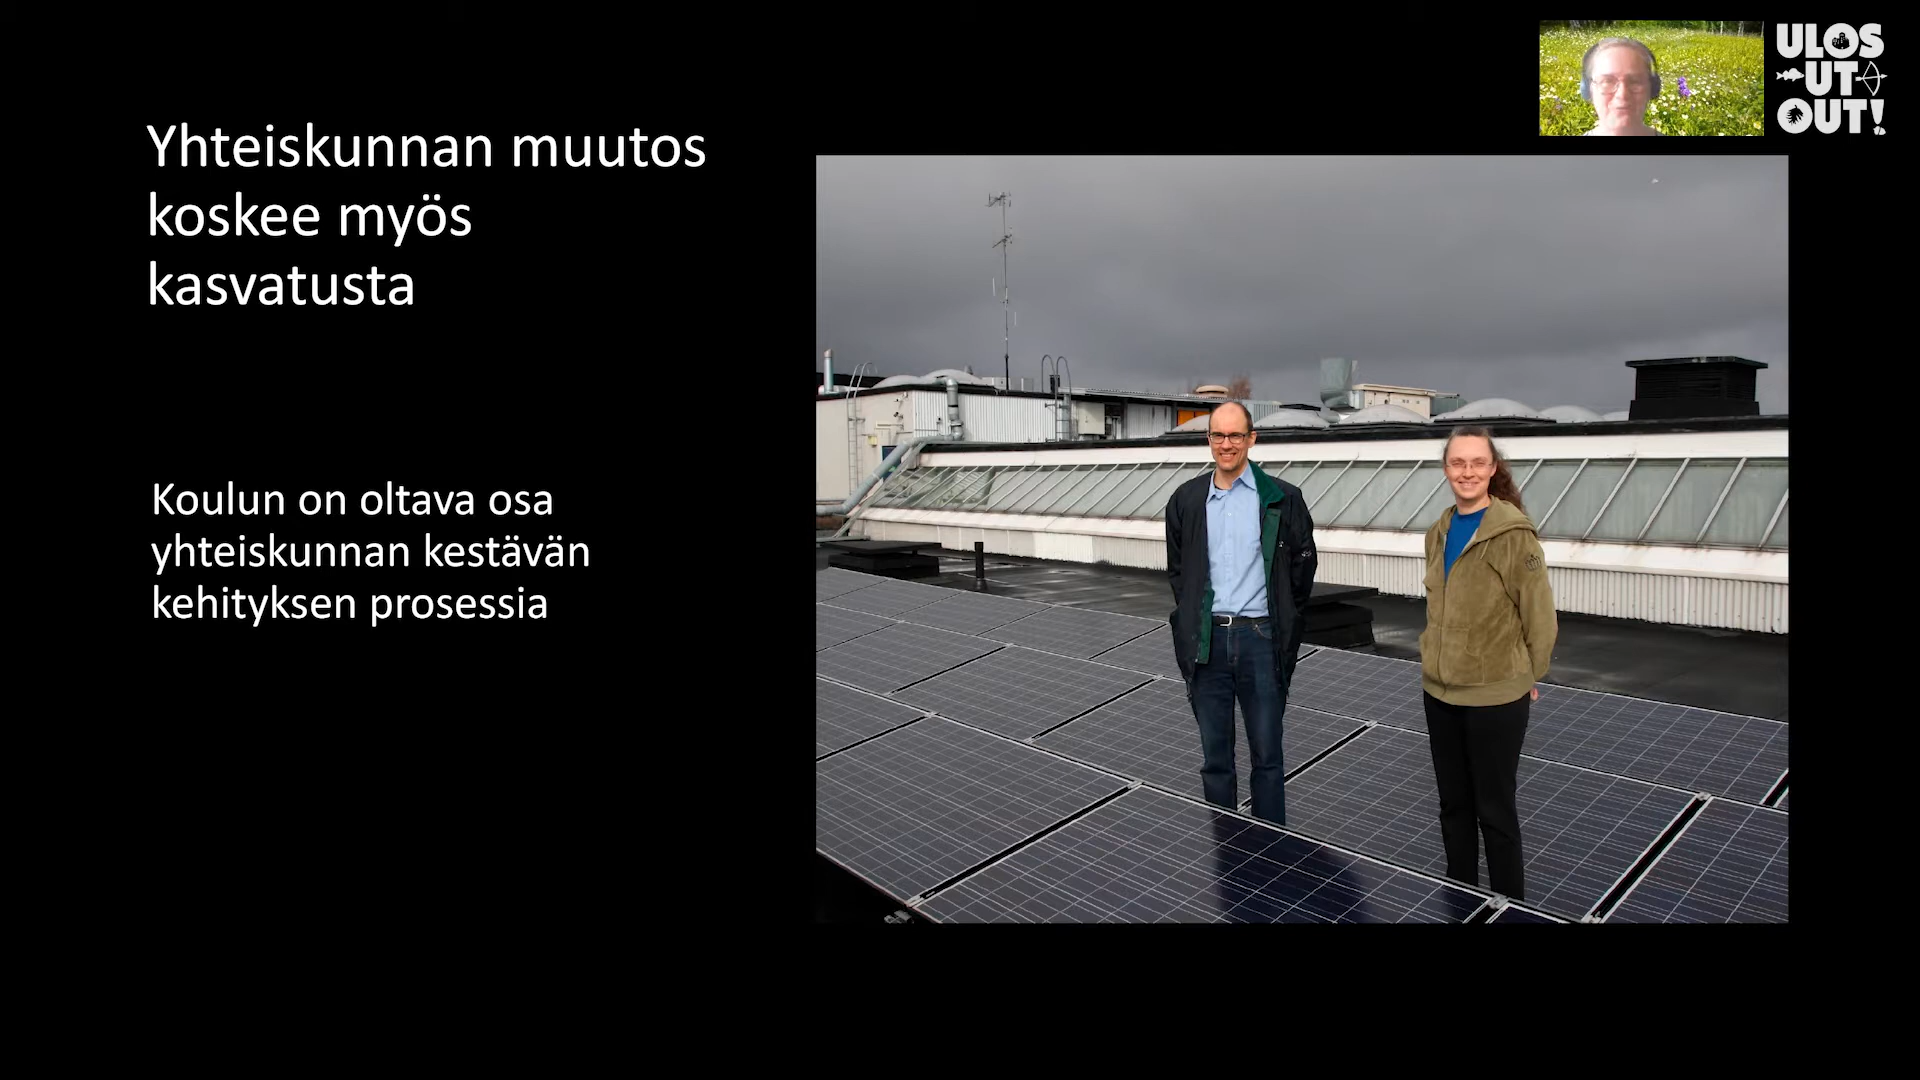 Yhteiskunnan muutos
koskee myös
kasvatusta
Koulun on oltava osa
yhteiskunnan kestävän
kehityksen prosessia
ULOS
UT
OUT!